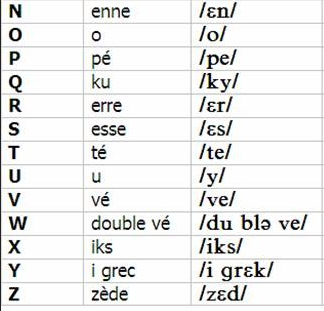 N enne /ɛn/
O o /o/
P pé /pe/
Q ku /ky/
R erre /ɛr/
S esse /ɛs/
T té /te/
U u /y/
V vé /ve/
W double vé /du blə ve/
X iks /iks/
Y i grec /i grɛk/
Z zède /zɛd/